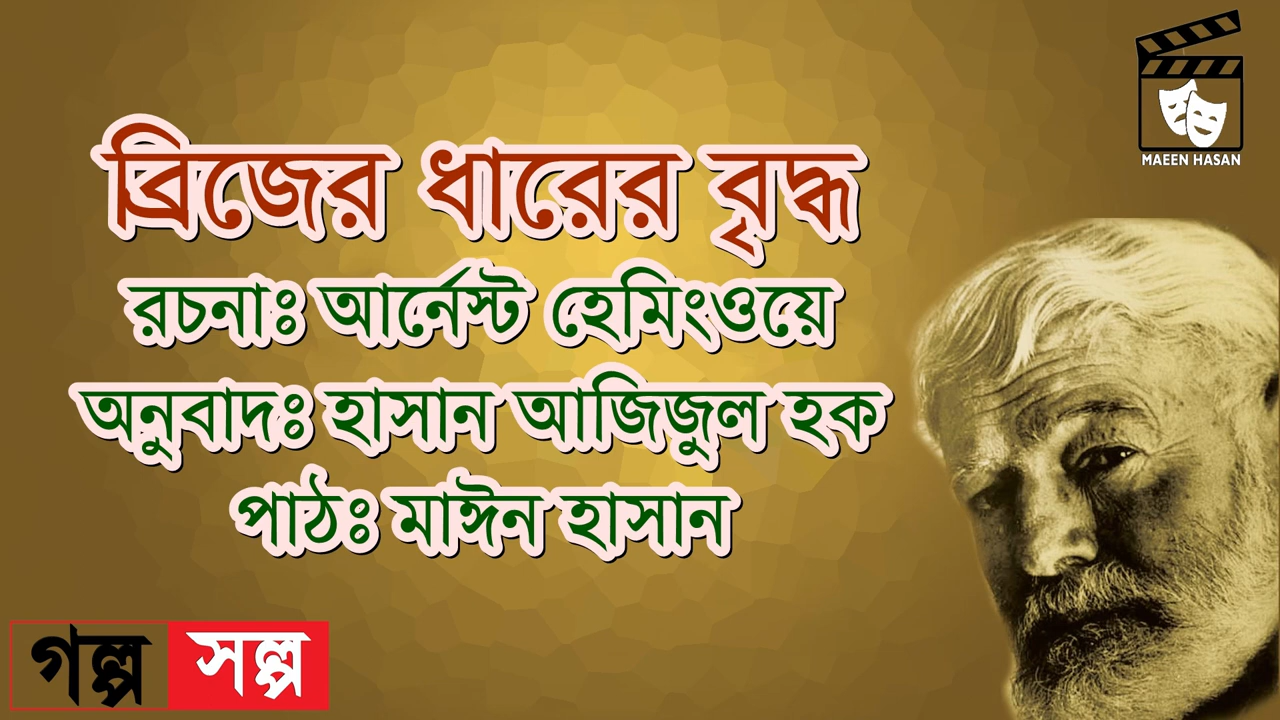 MAEEN HASAN
ব্রিজের ধারের বৃদ্ধ
রচনাঃ আর্নেস্ট হেমিংওয়ে
অনুবাদঃ হাসান আজিজুল হক
পাঠঃ মাঈন হাসান
গল্প সল্প